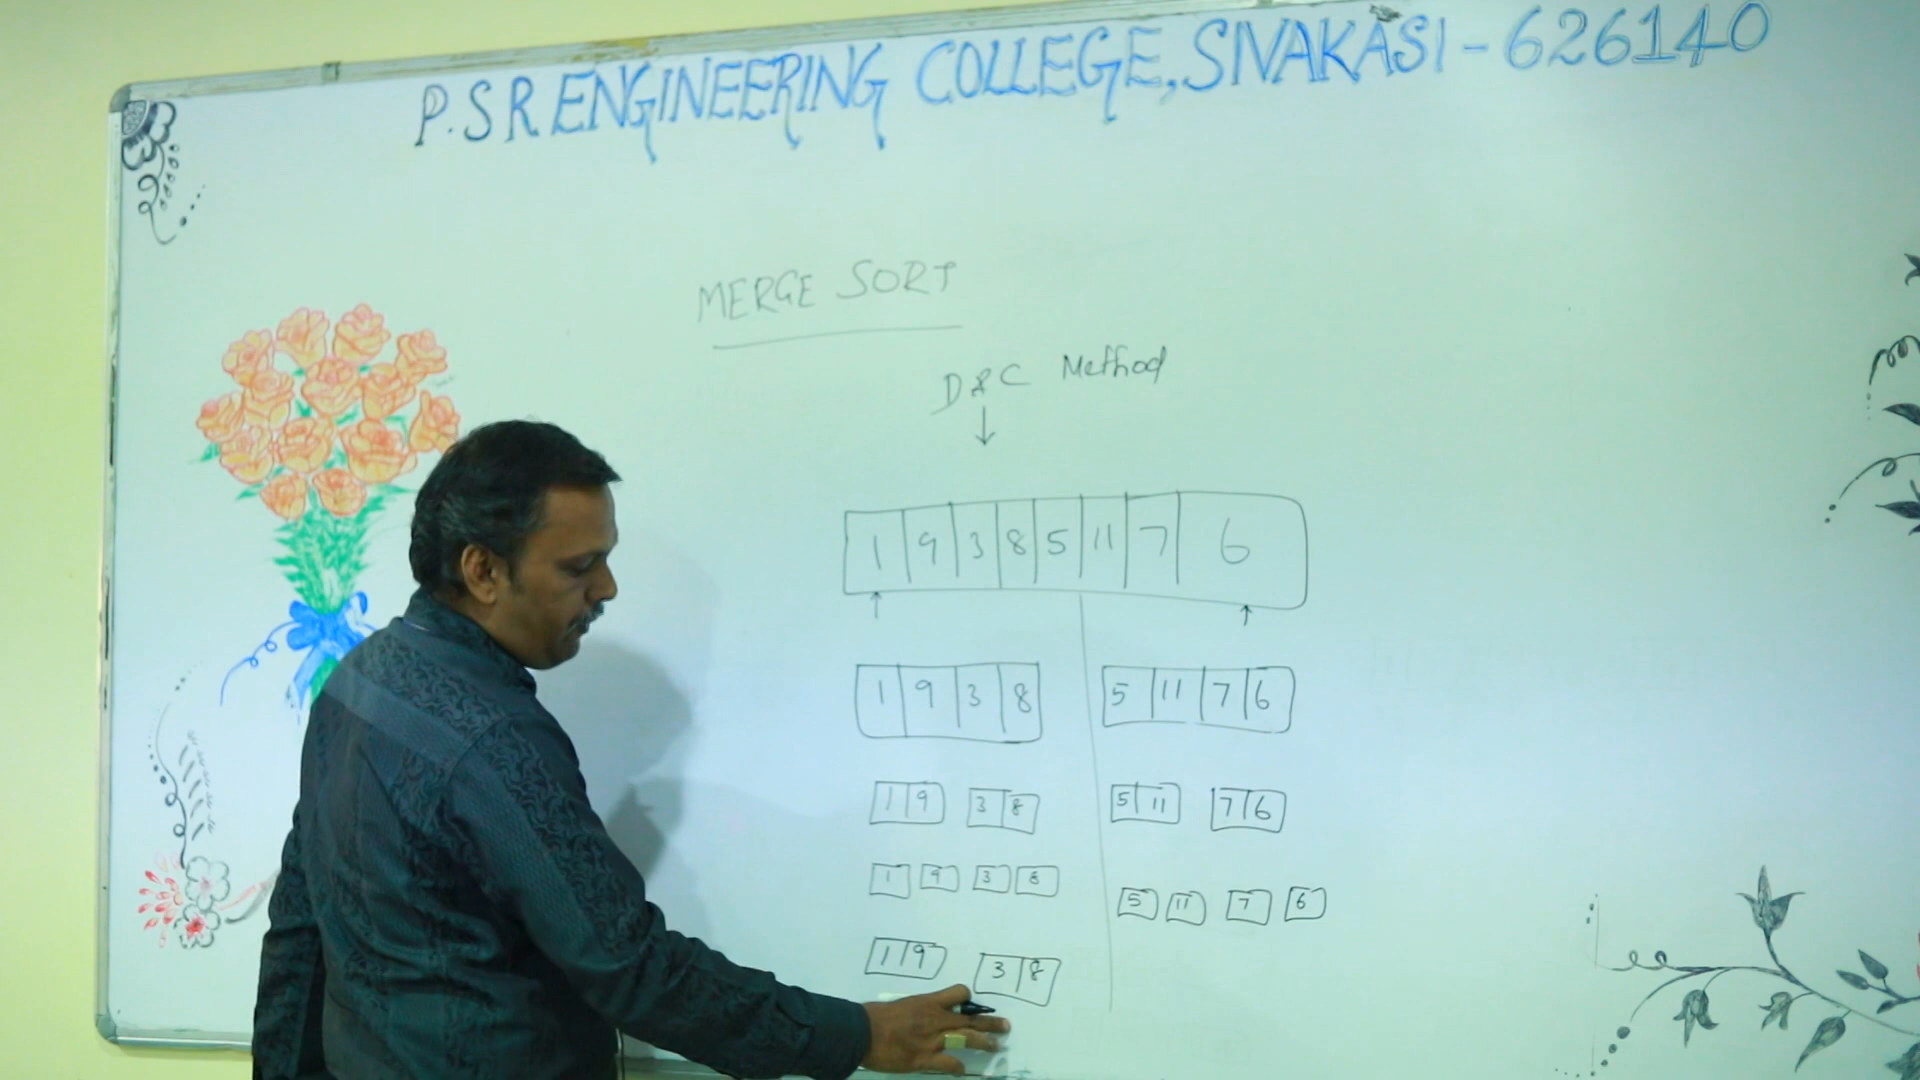 P.S R ENGINEERING COLLEGE, SIVAKASI - 626140
MERGE SORT
D & C Method
1 9 3 8 5 11 7 6
1 9 3 8 5 11 7 6
1 9 3 8 5 11 7 6
1 9 3 8 5 11 7 6
1 9 3 8